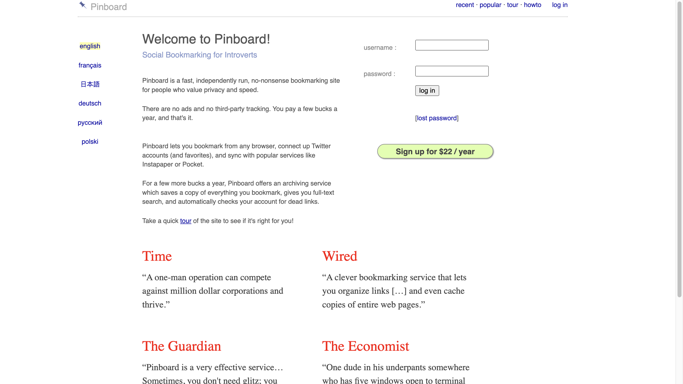 Pinboard
recent · popular · tour · howto log in
english
français
日本語
deutsch
русский
polski
Welcome to Pinboard!
Social Bookmarking for Introverts
Pinboard is a fast, independently run, no-nonsense bookmarking site
for people who value privacy and speed.
There are no ads and no third-party tracking. You pay a few bucks a
year, and that's it.
Pinboard lets you bookmark from any browser, connect up Twitter
accounts (and favorites), and sync with popular services like
Instapaper or Pocket.
For a few more bucks a year, Pinboard offers an archiving service
which saves a copy of everything you bookmark, gives you full-text
search, and automatically checks your account for dead links.
Take a quick tour of the site to see if it's right for you!
username :
password :
log in
[lost password]
Sign up for $22 / year
Time
“A one-man operation can compete
against million dollar corporations and
thrive.”
Wired
“A clever bookmarking service that lets
you organize links […] and even cache
copies of entire web pages.”
The Guardian
“Pinboard is a very effective service…
Sometimes, you don't need glitz; you
The Economist
“One dude in his underpants somewhere
who has five windows open to terminal